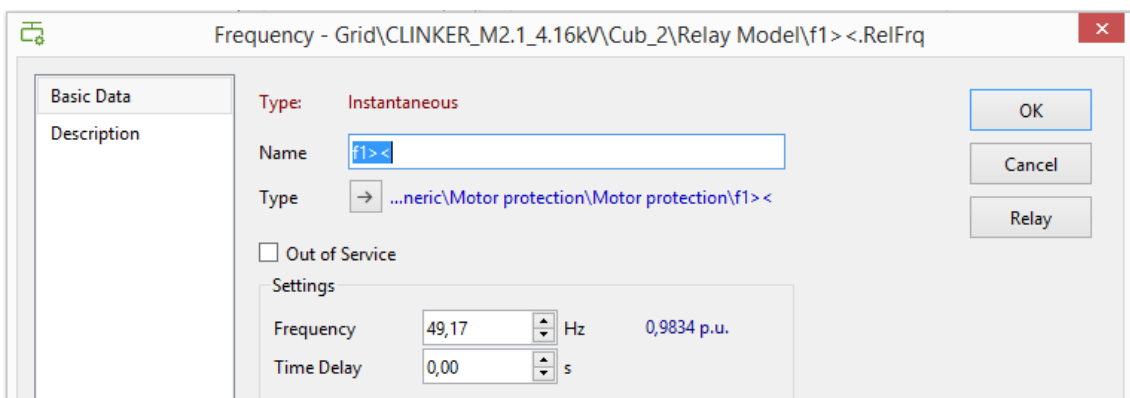 Frequency - Grid\CLINKER_M2.1_4.16kV\Cub_2\Relay Model\f1><.RelFrq
Basic Data
Description
Type: Instantaneous
Name f1><
Type → ...neric\Motor protection\Motor protection\f1><
Out of Service
Settings
Frequency 49,17 Hz 0,9834 p.u.
Time Delay 0,00 s
OK
Cancel
Relay